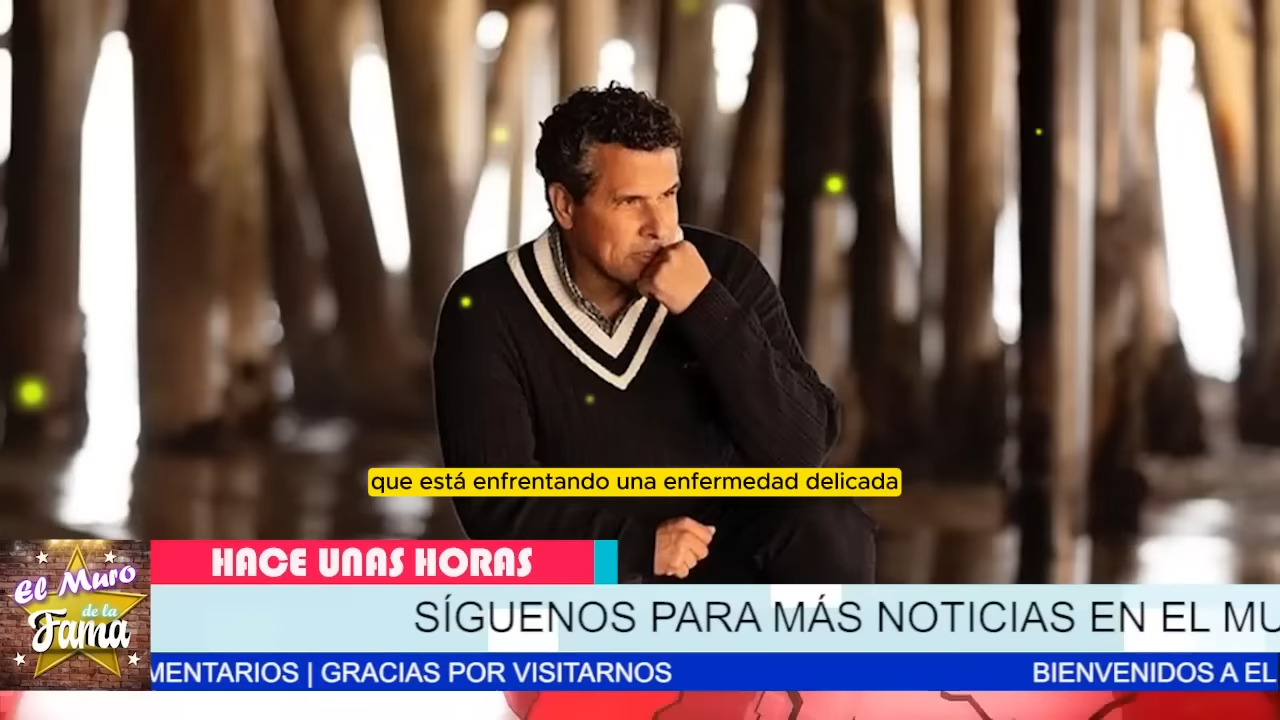 que está enfrentando una enfermedad delicada
HACE UNAS HORAS
El Muro
de la
Fama
SÍGUENOS PARA MÁS NOTICIAS EN EL MU
MENTARIOS | GRACIAS POR VISITARNOS
BIENVENIDOS A EL